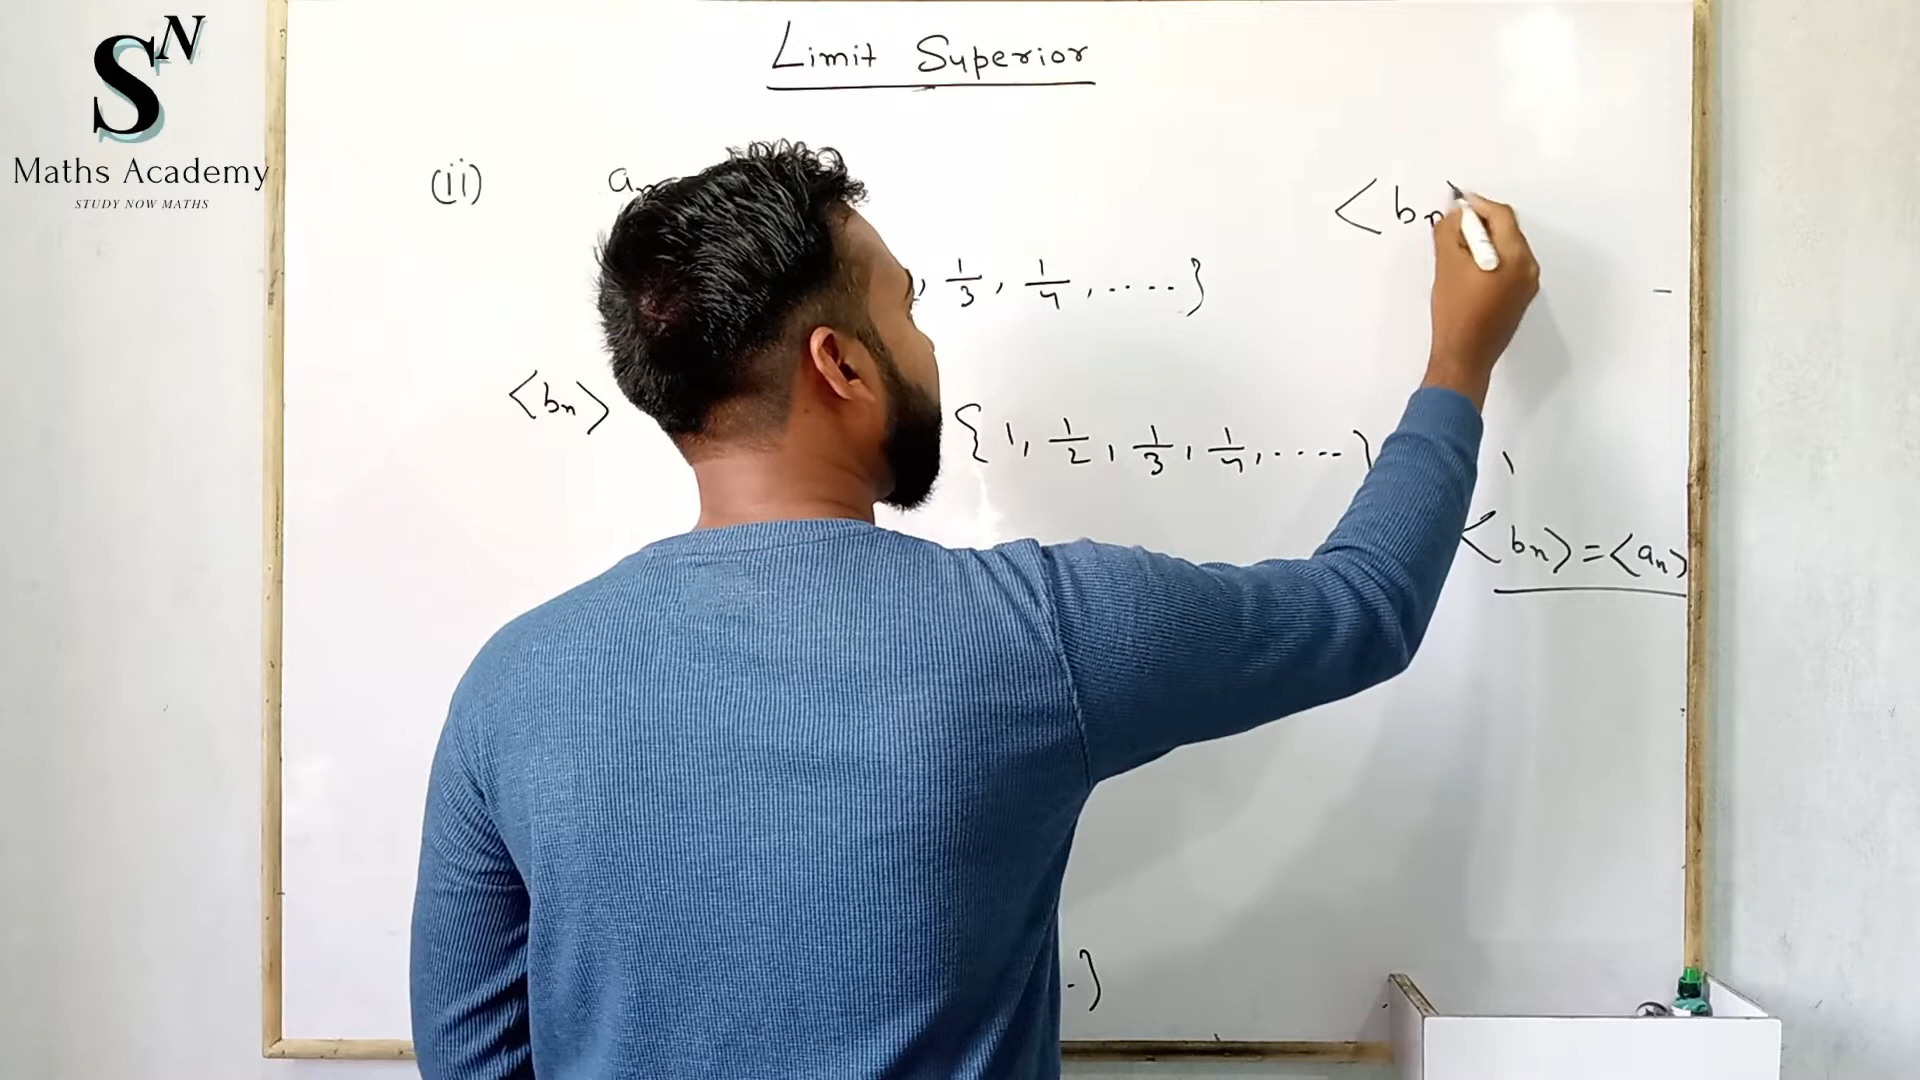 SN
Maths Academy
STUDY NOW MATHS
Limit Superior
(ii) an <bn
, 1/3, 1/4, ....}
<bn> {1, 1/2, 1/3, 1/4, ....}
<bn> = <an>
.}